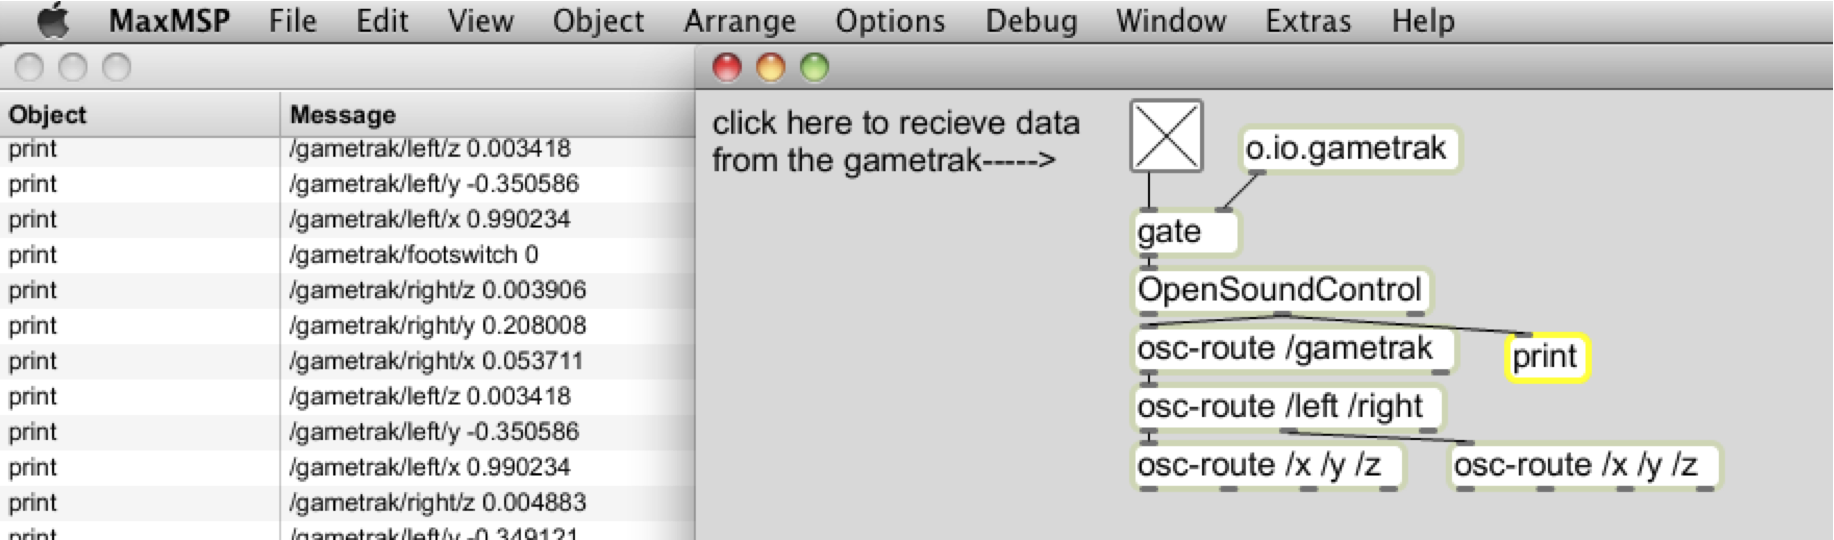 MaxMSP File Edit View Object Arrange Options Debug Window Extras Help
Object Message
print /gametrak/left/z 0.003418
print /gametrak/left/y -0.350586
print /gametrak/left/x 0.990234
print /gametrak/footswitch 0
print /gametrak/right/z 0.003906
print /gametrak/right/y 0.208008
print /gametrak/right/x 0.053711
print /gametrak/left/z 0.003418
print /gametrak/left/y -0.350586
print /gametrak/left/x 0.990234
print /gametrak/right/z 0.004883
print /gametrak/left/y -0.349121
click here to recieve data
from the gametrak----->
o.io.gametrak
gate
OpenSoundControl
osc-route /gametrak
print
osc-route /left /right
osc-route /x /y /z
osc-route /x /y /z